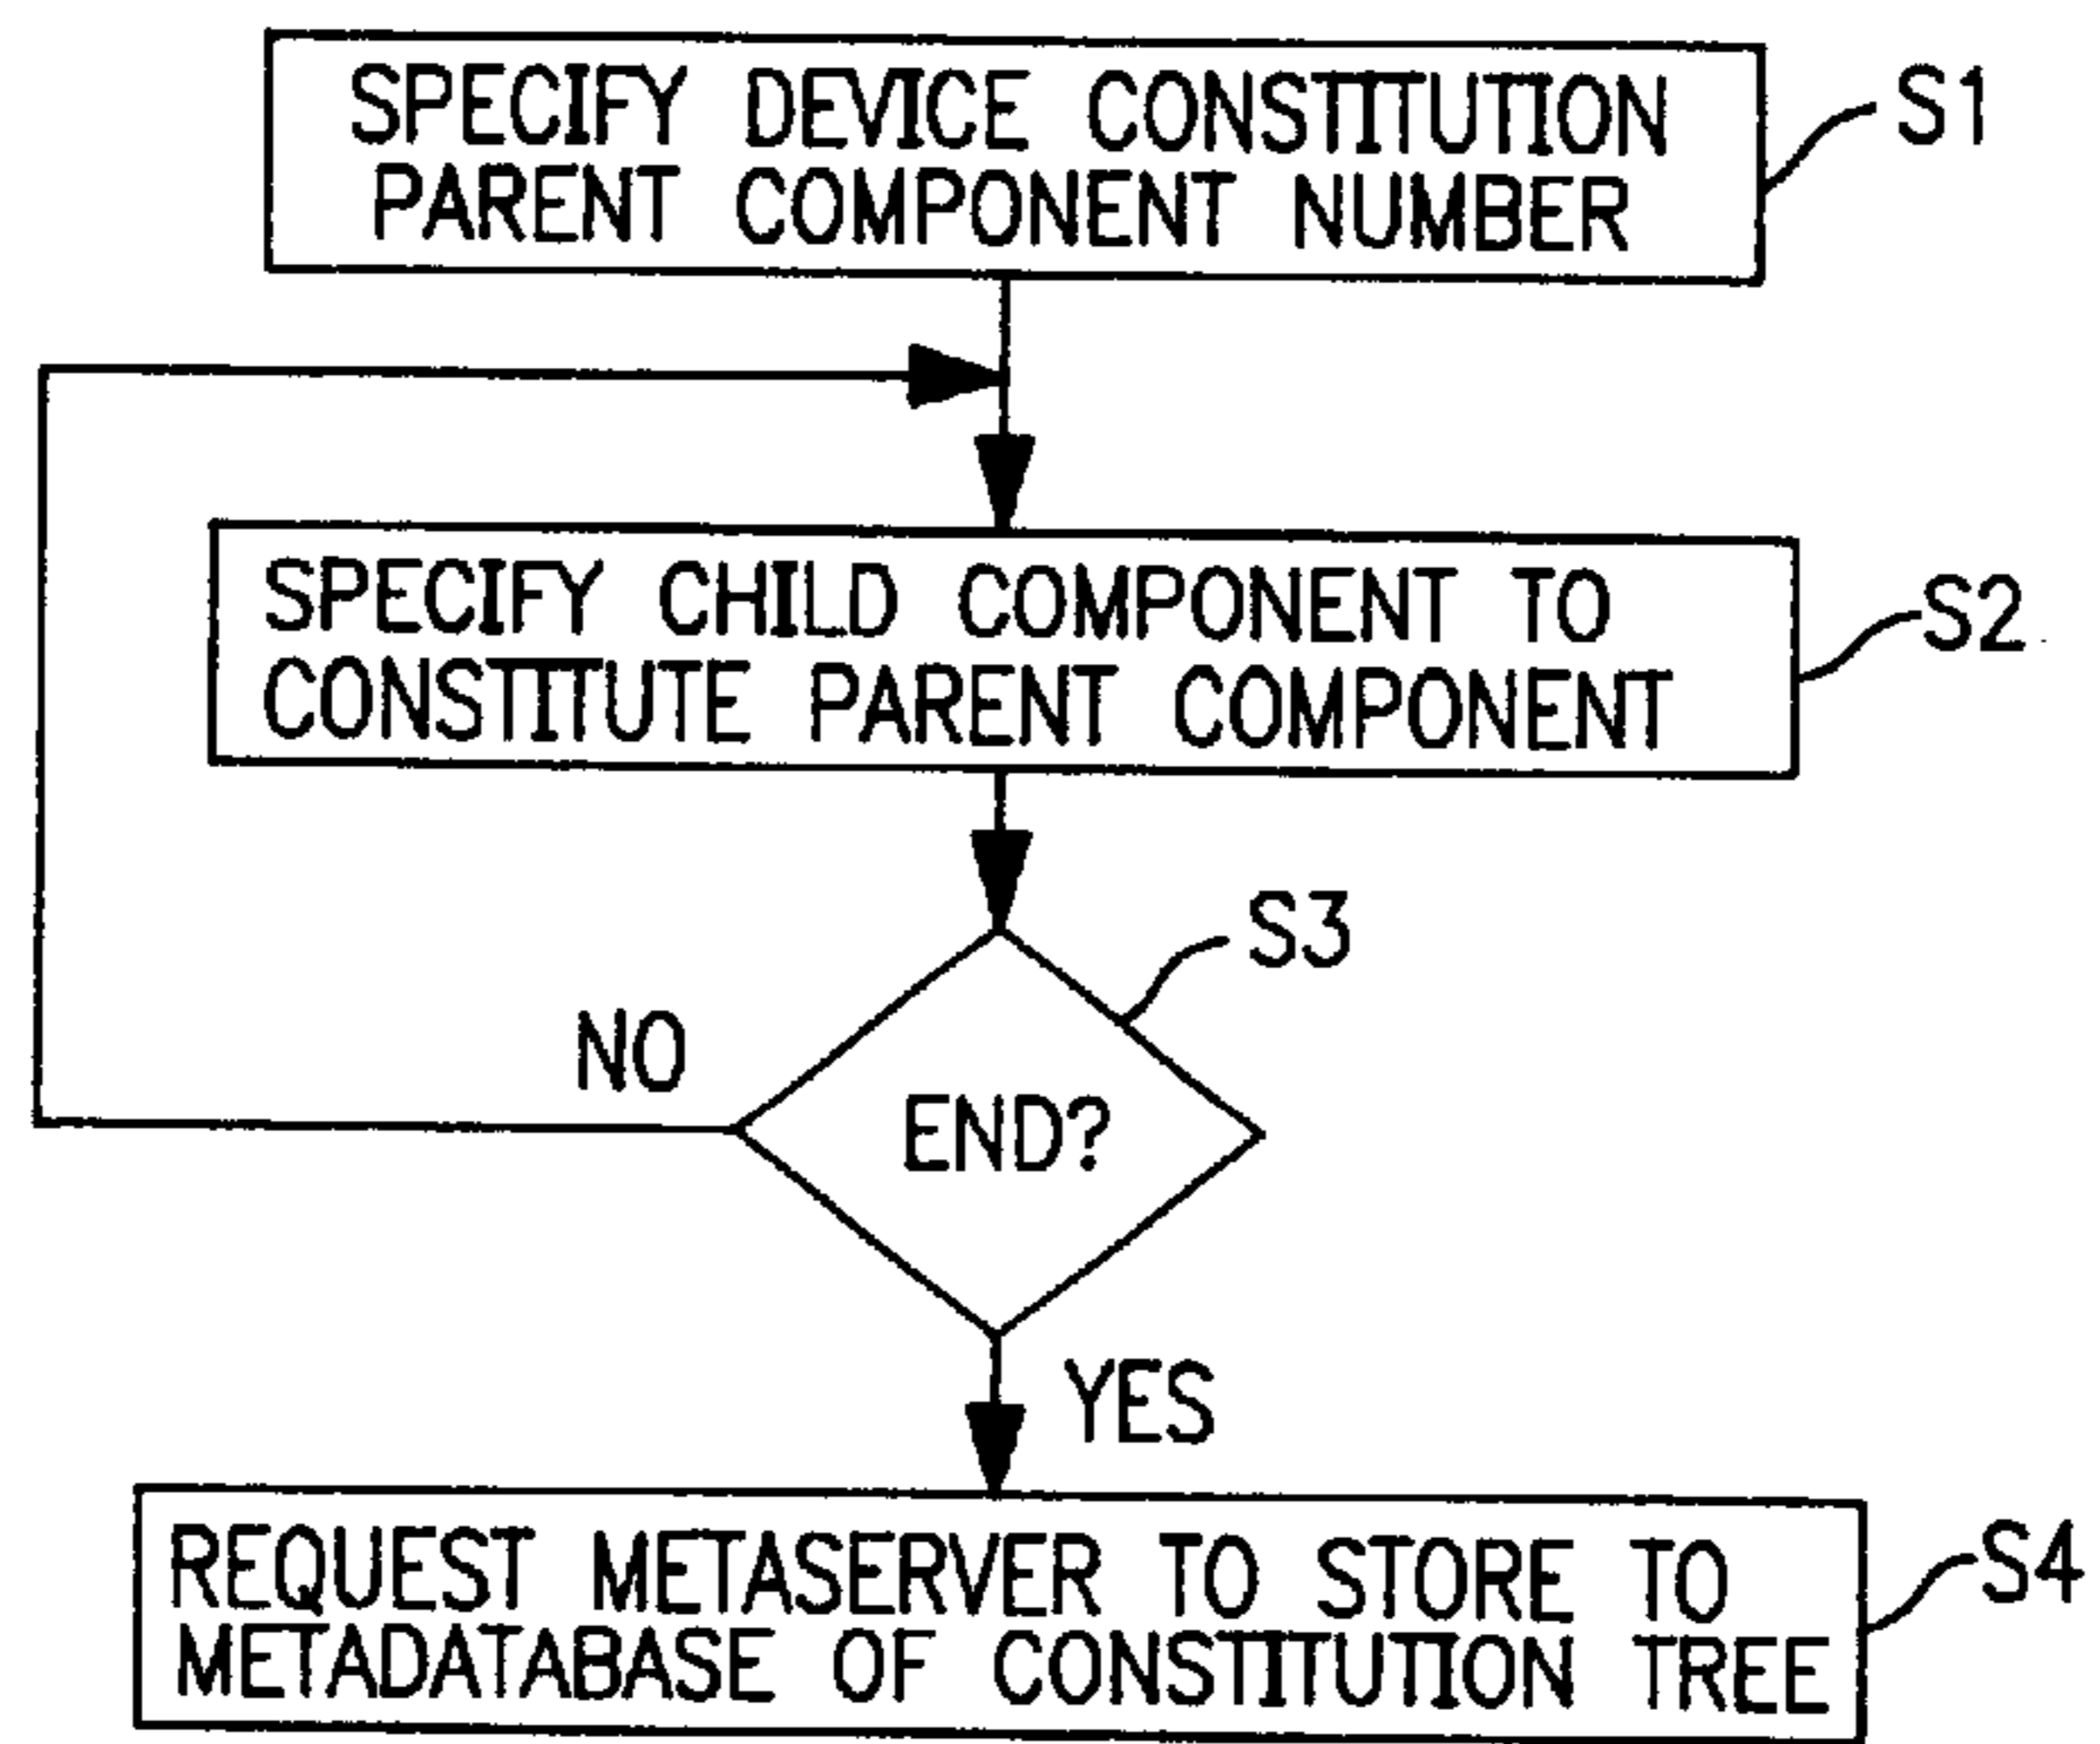 SPECIFY DEVICE CONSTITUTION
PARENT COMPONENT NUMBER
S1
SPECIFY CHILD COMPONENT TO
CONSTITUTE PARENT COMPONENT
S2
S3
NO
END?
YES
REQUEST METASERVER TO STORE TO
METADATABASE OF CONSTITUTION TREE
S4